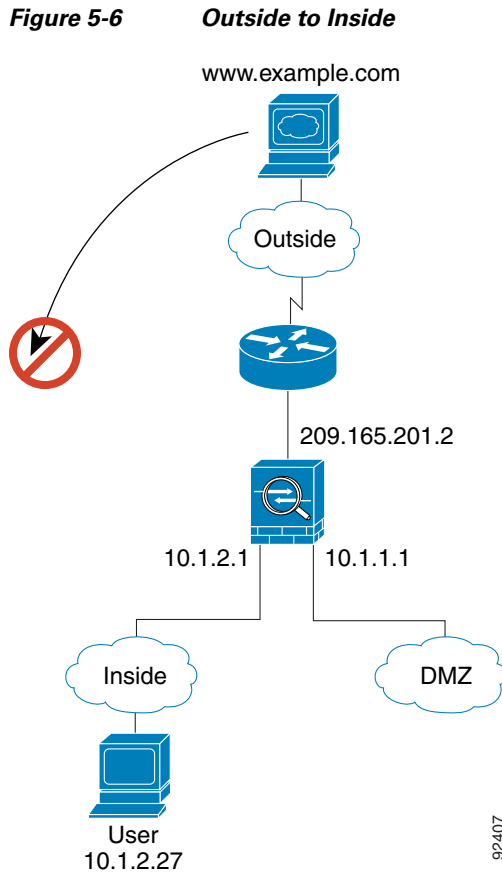 Figure 5-6 Outside to Inside
www.example.com
Outside
209.165.201.2
10.1.2.1 10.1.1.1
Inside DMZ
User
10.1.2.27
92407